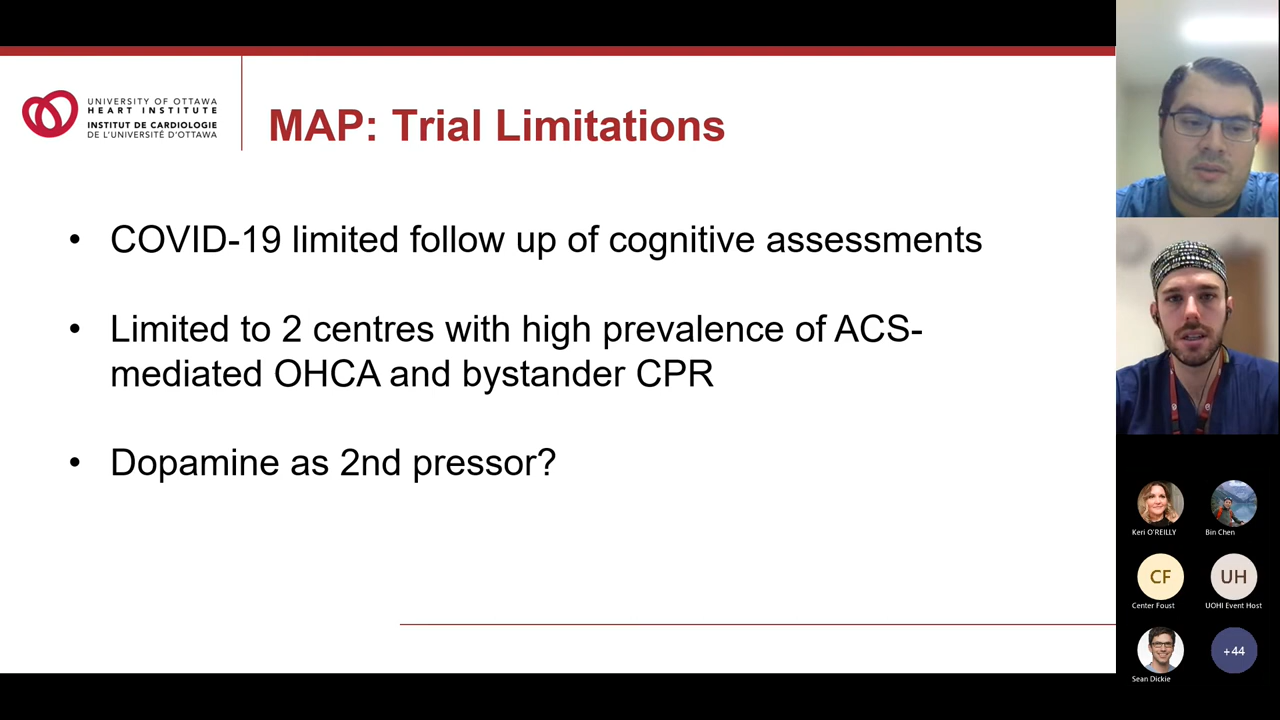 UNIVERSITY OF OTTAWA
HEART INSTITUTE
INSTITUT DE CARDIOLOGIE
DE L'UNIVERSITÉ D'OTTAWA
MAP: Trial Limitations
• COVID-19 limited follow up of cognitive assessments
• Limited to 2 centres with high prevalence of ACS-
mediated OHCA and bystander CPR
• Dopamine as 2nd pressor?
Keri O'REILLY
Bin Chen
CF
UH
Center Foust
UOHI Event Host
+44
Sean Dickie